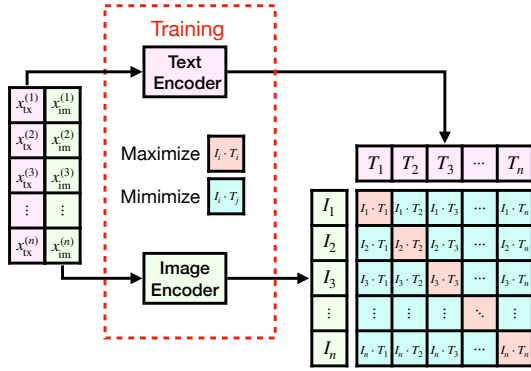 Training
Text
Encoder
x_tx^(1) x_im^(1)
x_tx^(2) x_im^(2)
x_tx^(3) x_im^(3)
⋮ ⋮
x_tx^(n) x_im^(n)
Maximize I_i · T_i
Mimimize I_i · T_j
Image
Encoder
T_1 T_2 T_3 ⋯ T_n
I_1 I_1 · T_1 I_1 · T_2 I_1 · T_3 ⋯ I_1 · T_n
I_2 I_2 · T_1 I_2 · T_2 I_2 · T_3 ⋯ I_2 · T_n
I_3 I_3 · T_1 I_3 · T_2 I_3 · T_3 ⋯ I_3 · T_n
⋮ ⋮ ⋮ ⋮ ⋱ ⋮
I_n I_n · T_1 I_n · T_2 I_n · T_3 ⋯ I_n · T_n